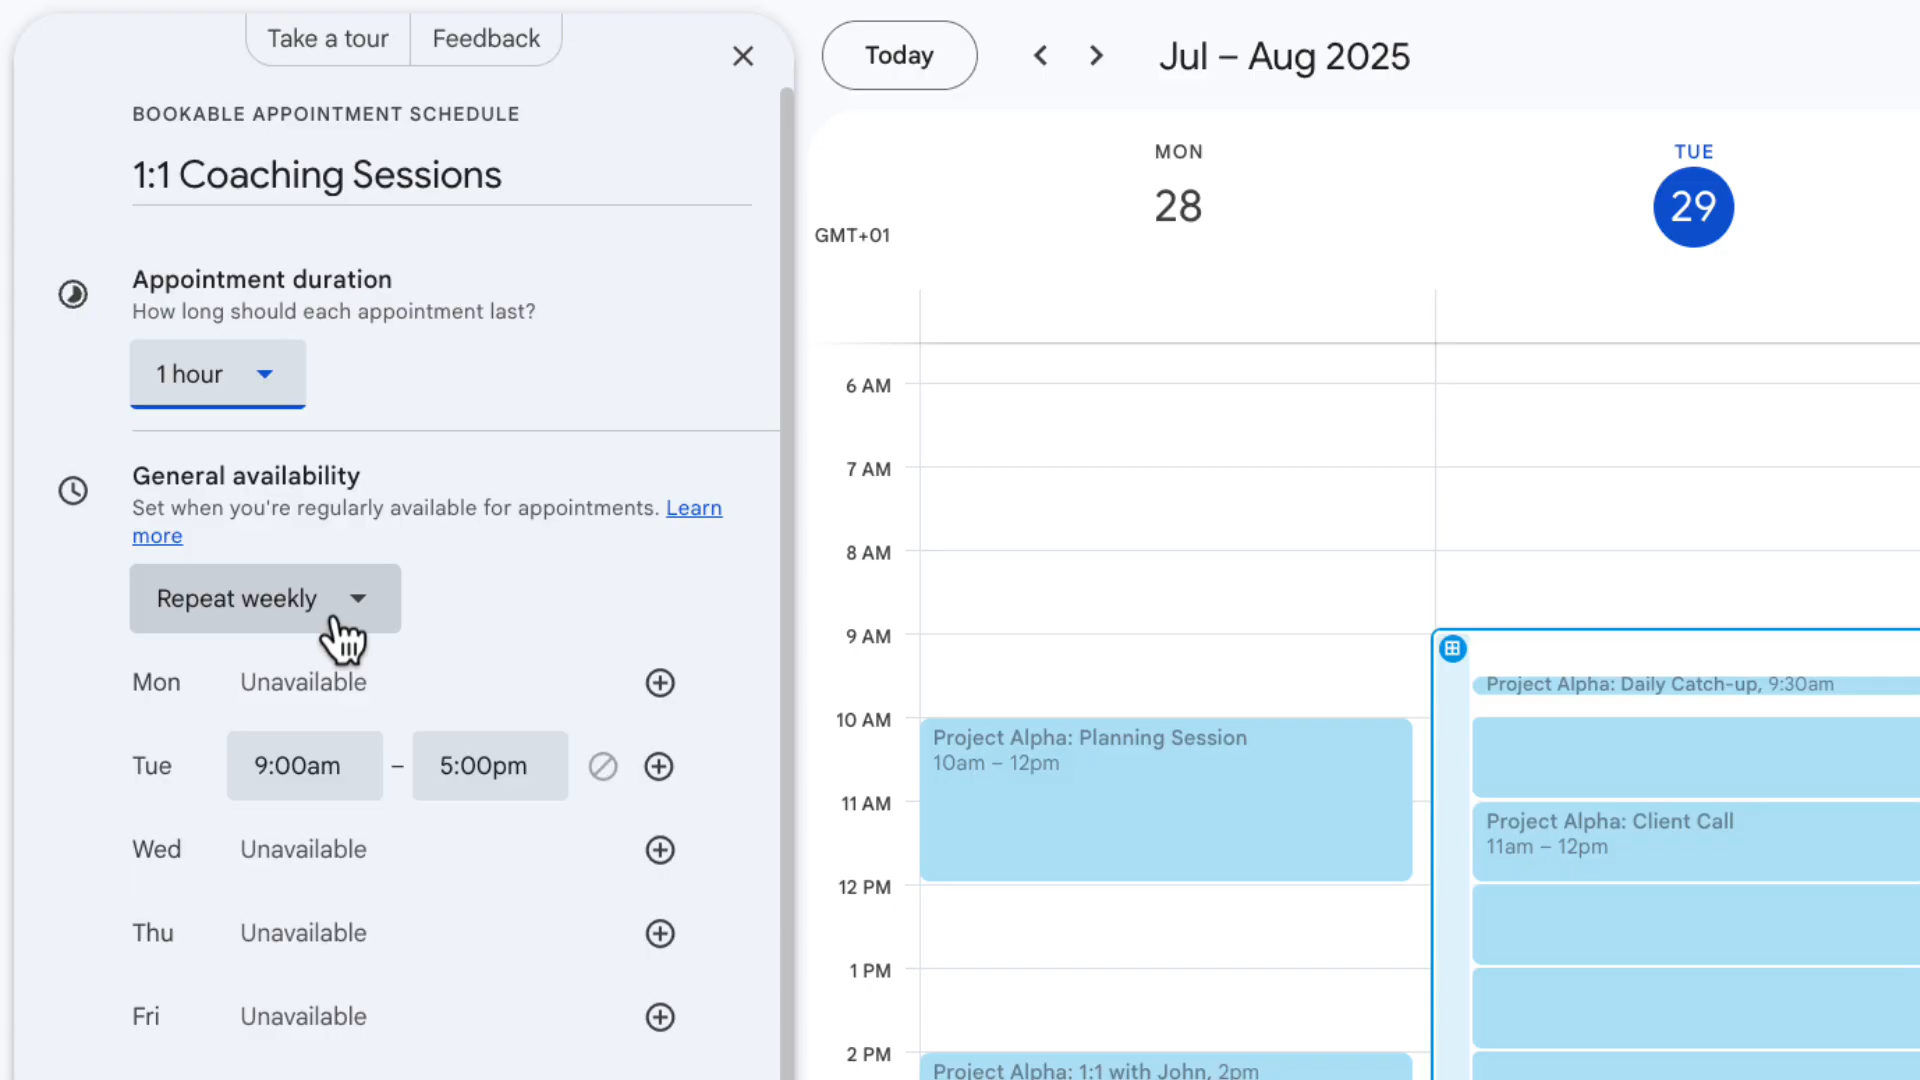 Take a tour
Feedback
BOOKABLE APPOINTMENT SCHEDULE
1:1 Coaching Sessions
Appointment duration
How long should each appointment last?
1 hour
General availability
Set when you're regularly available for appointments. Learn
more
Repeat weekly
Mon Unavailable
Tue 9:00am – 5:00pm
Wed Unavailable
Thu Unavailable
Fri Unavailable
Today
Jul – Aug 2025
MON
28
TUE
29
GMT+01
6 AM
7 AM
8 AM
9 AM
10 AM
11 AM
12 PM
1 PM
2 PM
Project Alpha: Planning Session
10am – 12pm
Project Alpha: 1:1 with John, 2pm
Project Alpha: Daily Catch-up, 9:30am
Project Alpha: Client Call
11am – 12pm